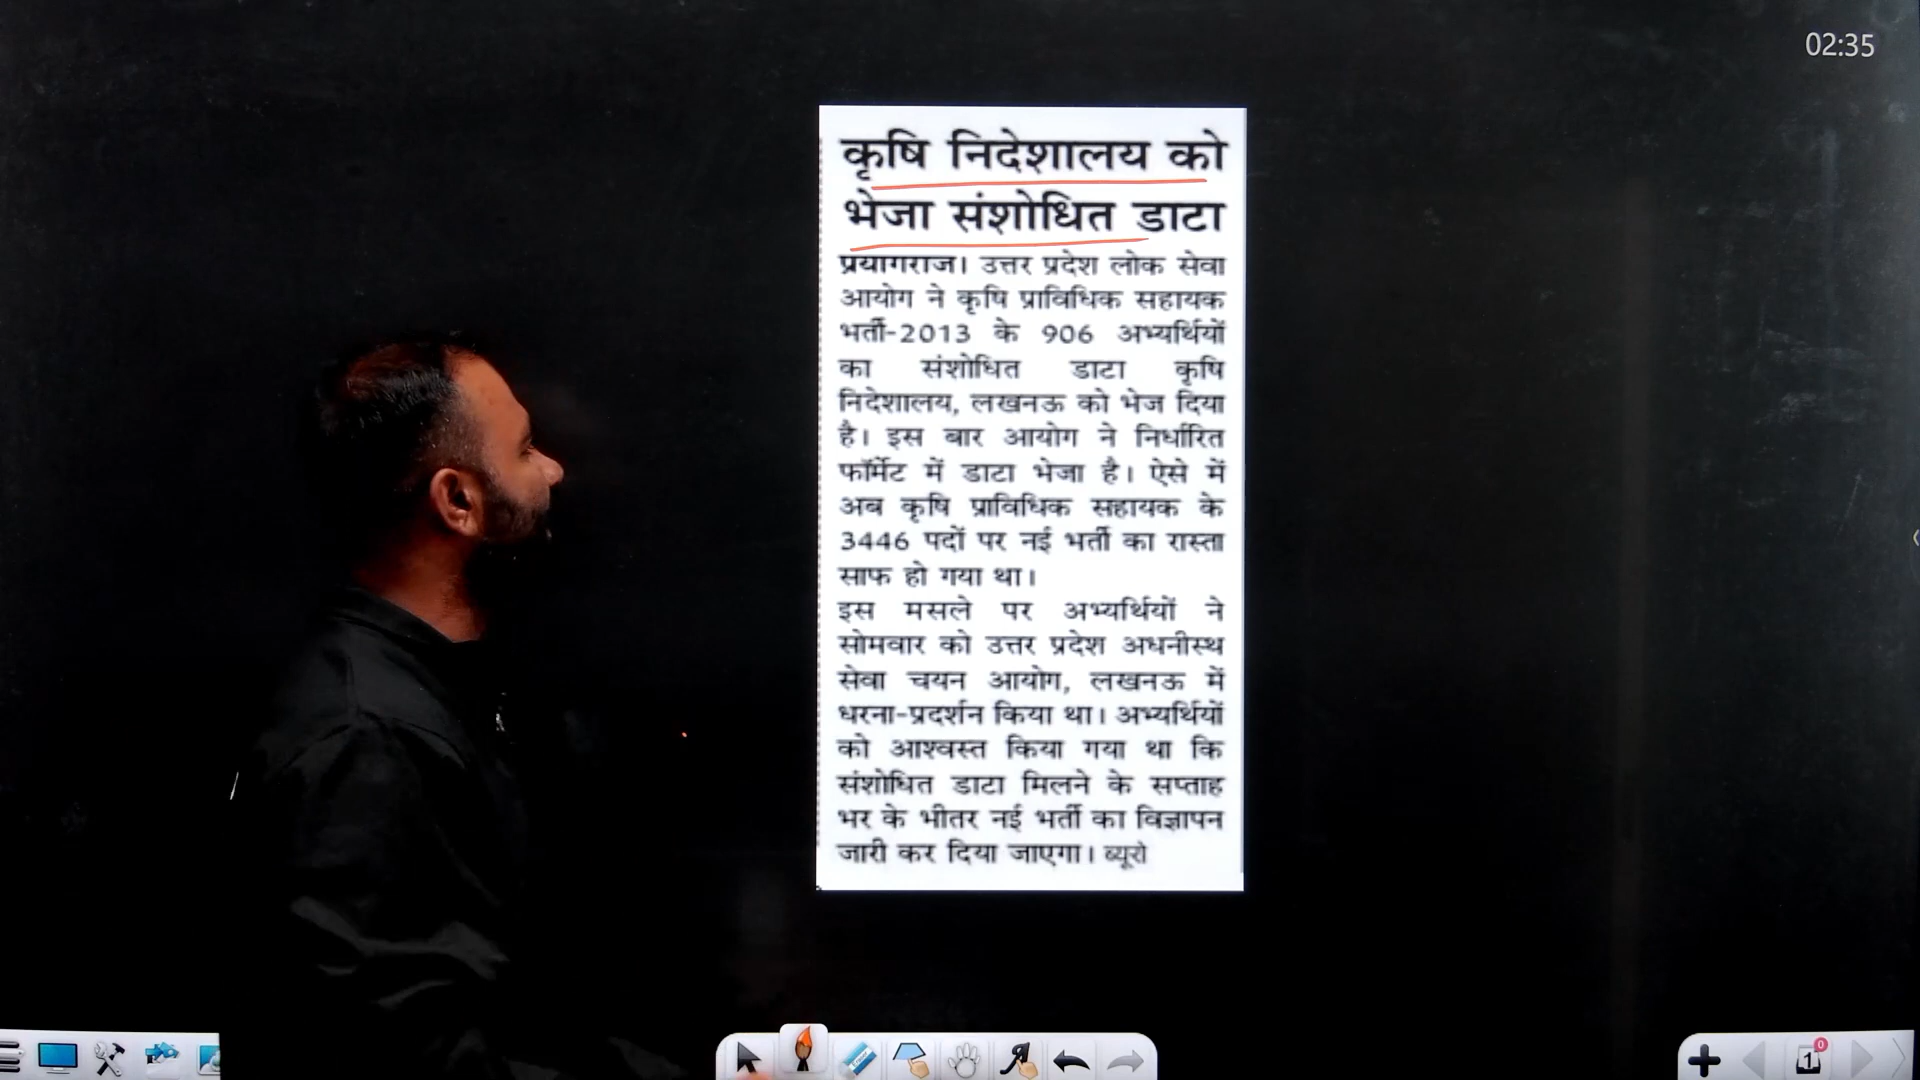 02:35
कृषि निदेशालय को
भेजा संशोधित डाटा
प्रयागराज। उत्तर प्रदेश लोक सेवा
आयोग ने कृषि प्राविधिक सहायक
भर्ती-2013 के 906 अभ्यर्थियों
का संशोधित डाटा कृषि
निदेशालय, लखनऊ को भेज दिया
है। इस बार आयोग ने निर्धारित
फॉर्मेट में डाटा भेजा है। ऐसे में
अब कृषि प्राविधिक सहायक के
3446 पदों पर नई भर्ती का रास्ता
साफ हो गया था।
इस मसले पर अभ्यर्थियों ने
सोमवार को उत्तर प्रदेश अधनीस्थ
सेवा चयन आयोग, लखनऊ में
धरना-प्रदर्शन किया था। अभ्यर्थियों
को आश्वस्त किया गया था कि
संशोधित डाटा मिलने के सप्ताह
भर के भीतर नई भर्ती का विज्ञापन
जारी कर दिया जाएगा। ब्यूरो
1
0